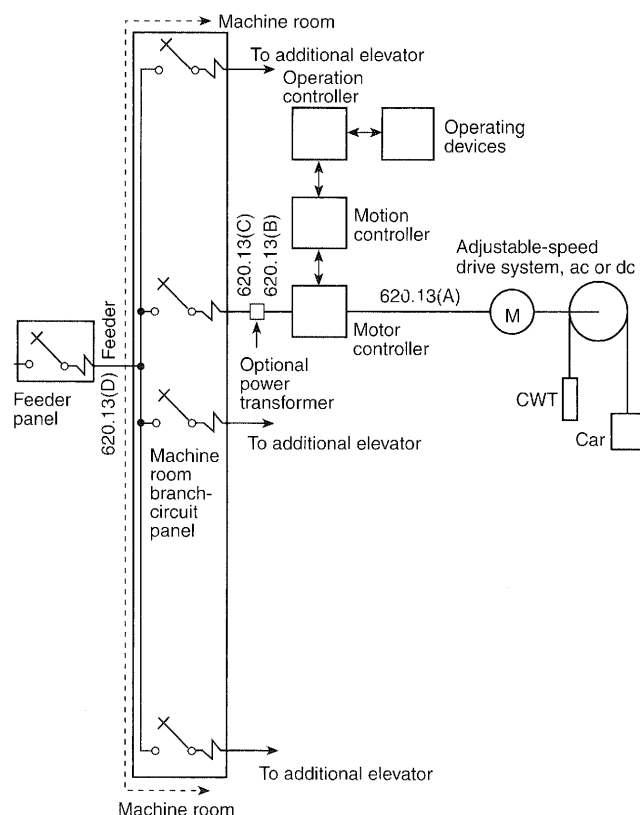 Machine room
To additional elevator
Operation
controller
Operating
devices
Motion
controller
620.13(C)
620.13(B)
Adjustable-speed
drive system, ac or dc
620.13(A)
M
Motor
controller
Optional
power
transformer
Feeder
620.13(D)
Feeder
panel
CWT
Car
To additional elevator
Machine
room
branch-
circuit
panel
To additional elevator
Machine room